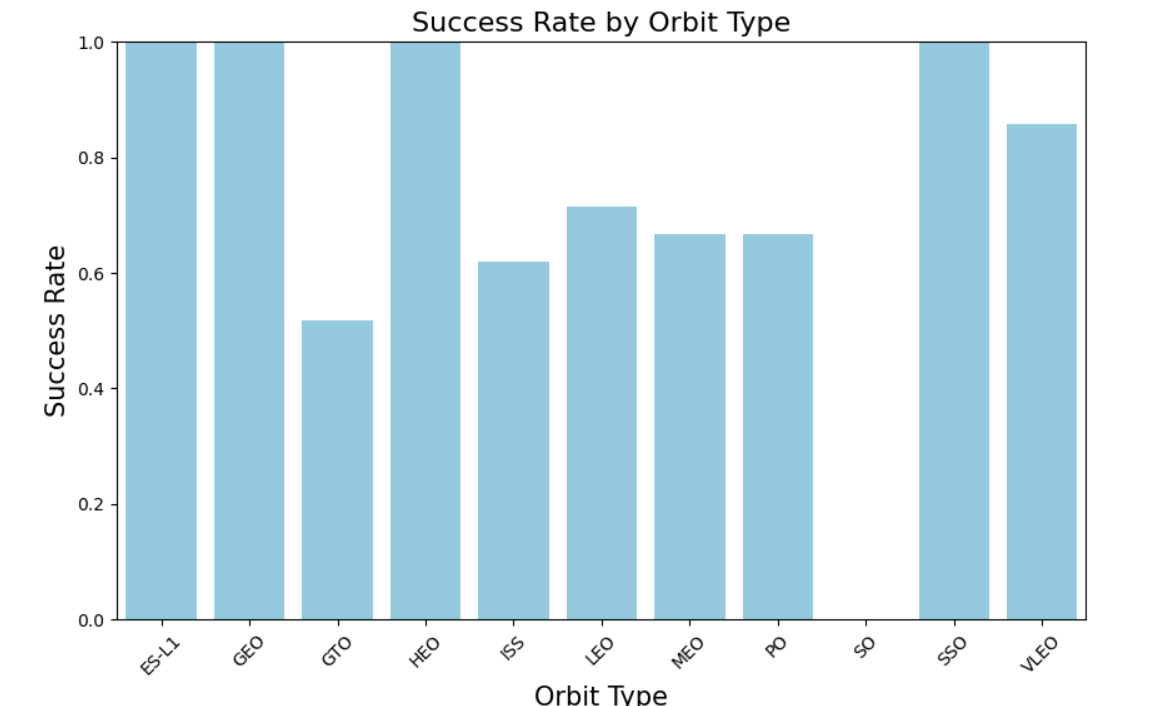 Success Rate by Orbit Type
1.0
0.8
0.6
0.4
0.2
0.0
Success Rate
ES-L1
GEO
GTO
HEO
ISS
LEO
MEO
PO
SO
SSO
VLEO
Orbit Type